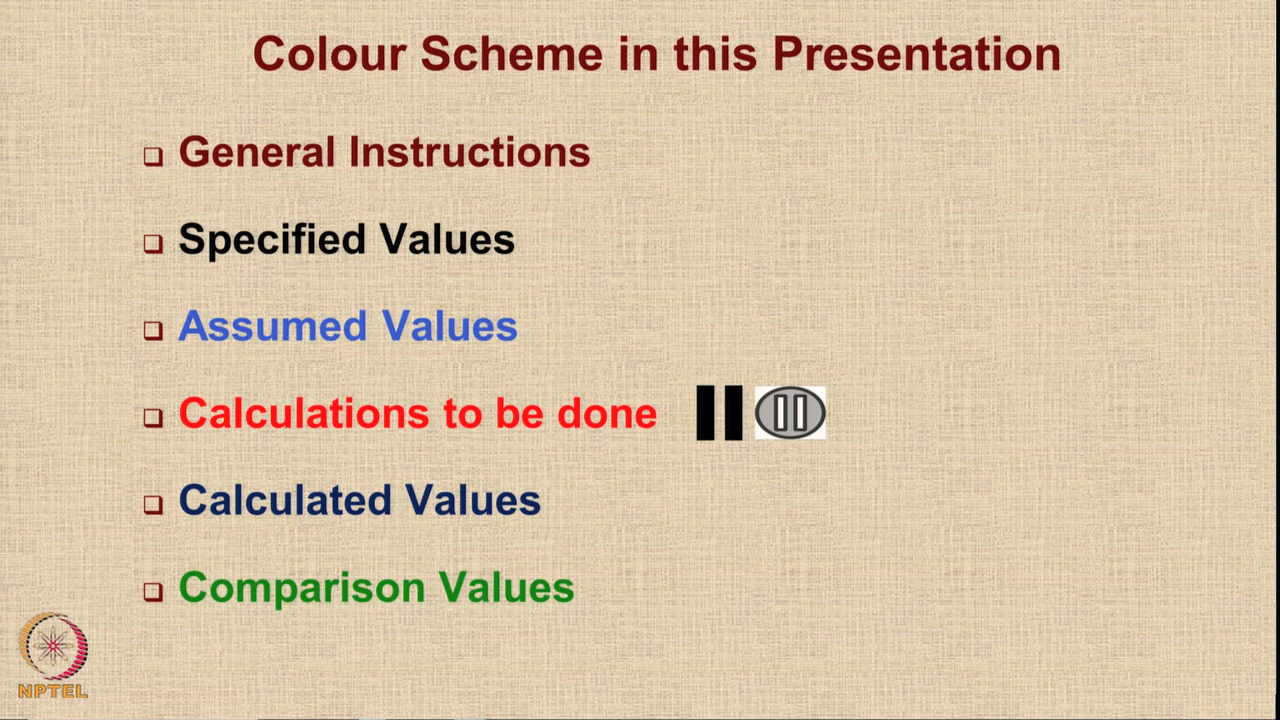 Colour Scheme in this Presentation
General Instructions
Specified Values
Assumed Values
Calculations to be done
Calculated Values
Comparison Values
NPTEL